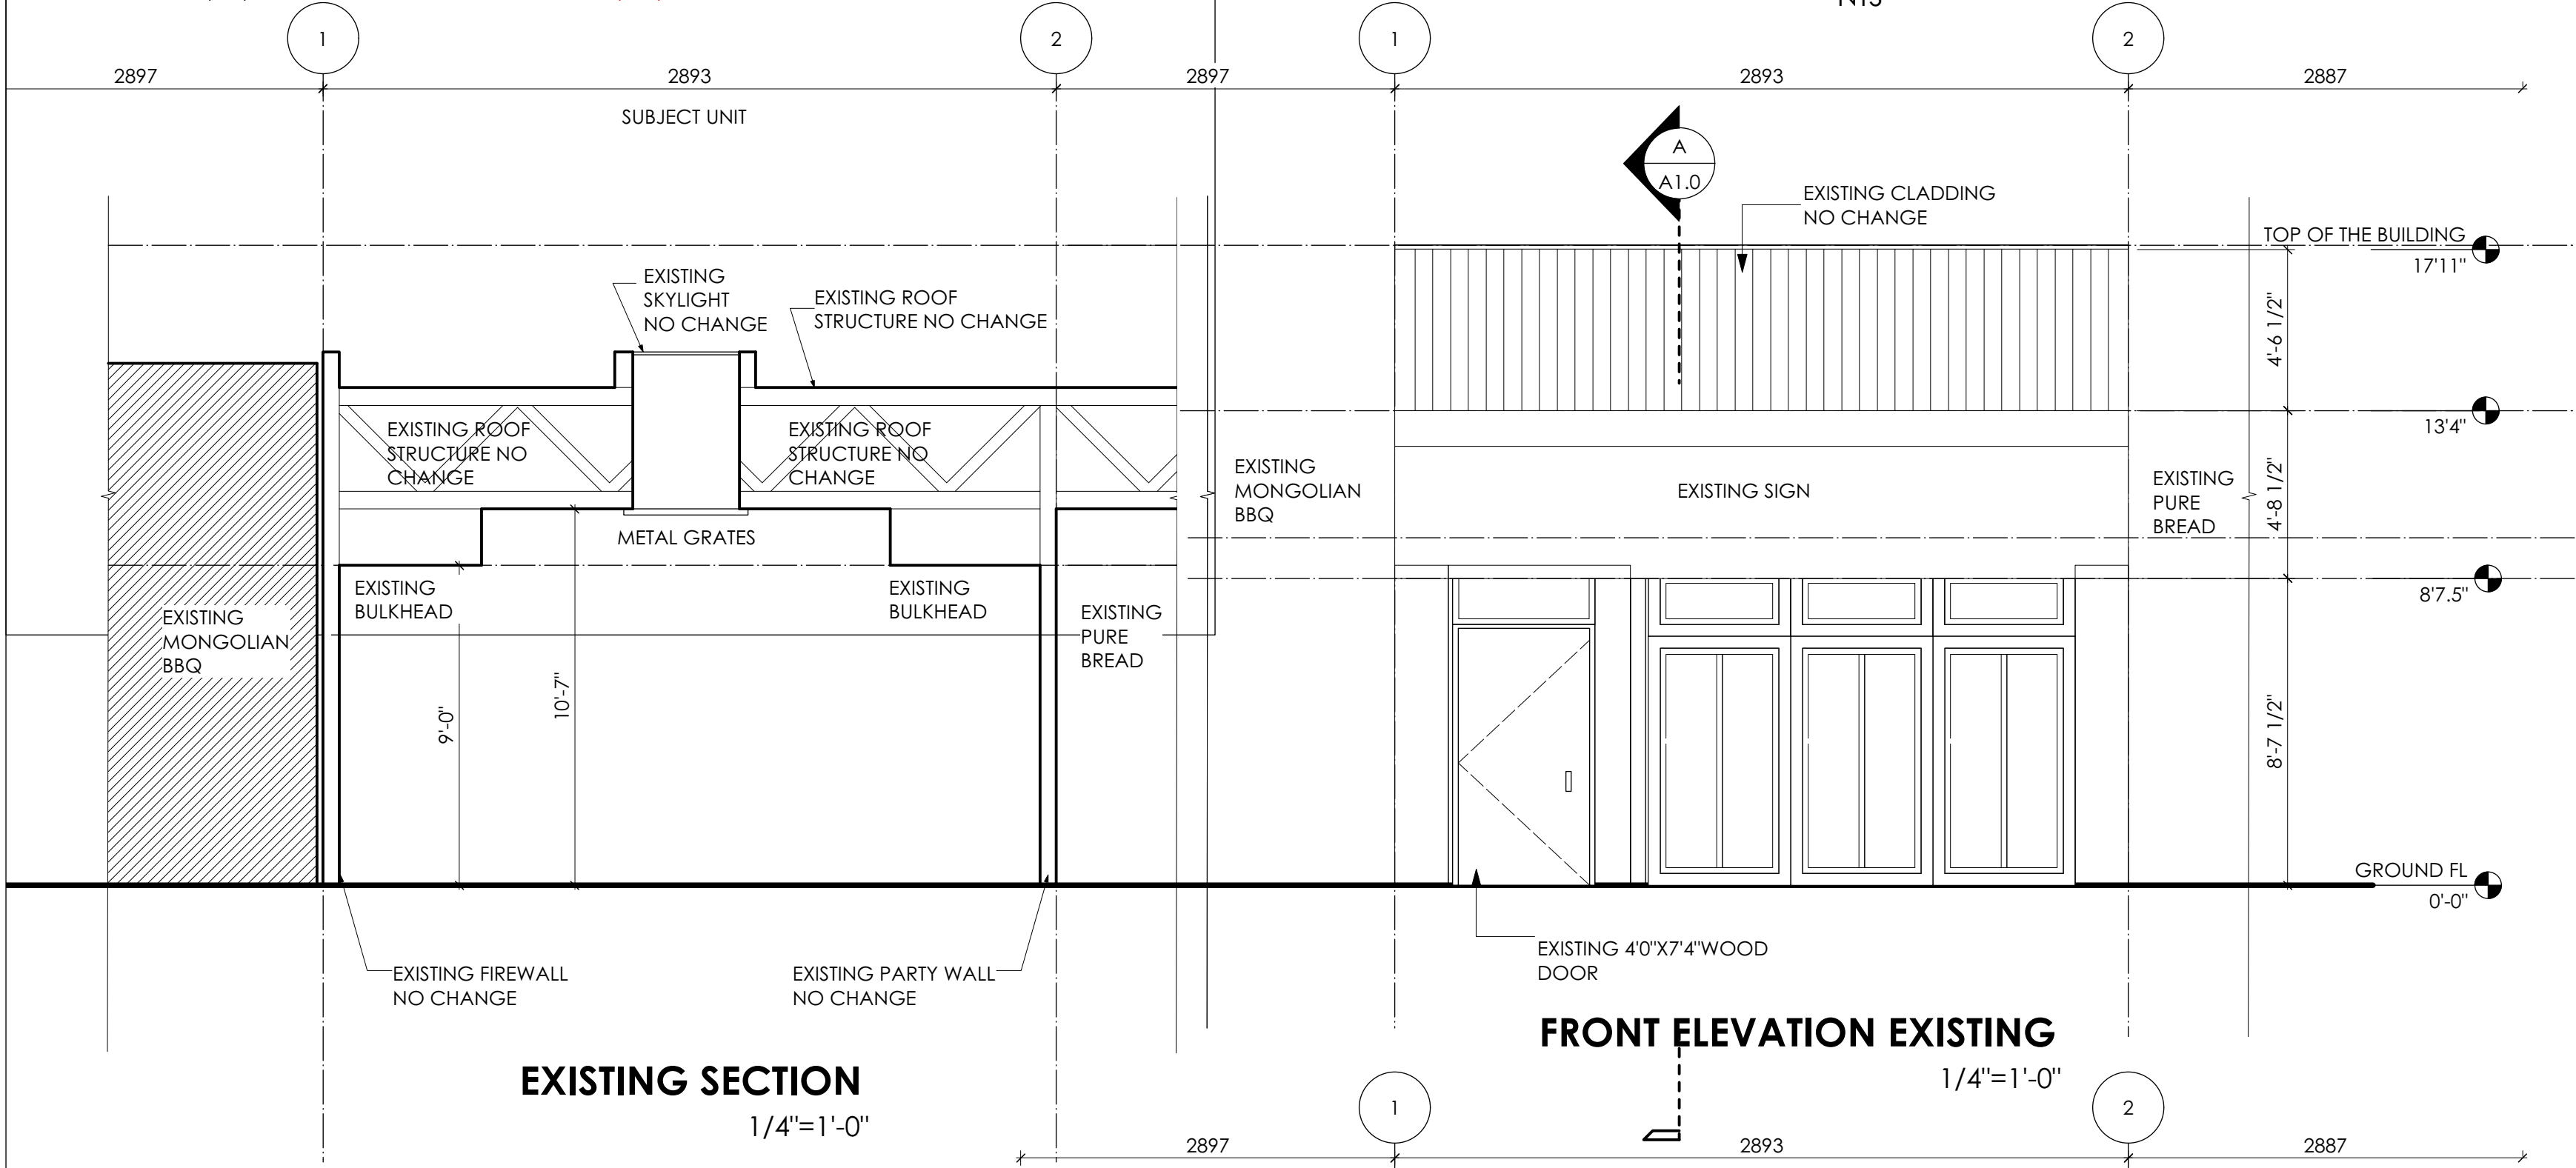 NTS
1
2
1
2
2897
2893
2897
2893
2887
SUBJECT UNIT
A
A1.0
EXISTING CLADDING
NO CHANGE
TOP OF THE BUILDING
17'11"
EXISTING
SKYLIGHT
NO CHANGE
EXISTING ROOF
STRUCTURE NO CHANGE
4'-6 1/2"
13'4"
EXISTING ROOF
STRUCTURE NO
CHANGE
EXISTING ROOF
STRUCTURE NO
CHANGE
EXISTING
MONGOLIAN
BBQ
EXISTING SIGN
EXISTING
PURE
BREAD
4'-8 1/2"
METAL GRATES
EXISTING
BULKHEAD
EXISTING
BULKHEAD
8'7.5"
EXISTING
MONGOLIAN
BBQ
EXISTING
PURE
BREAD
9'-0"
10'-7"
8'-7 1/2"
GROUND FL
0'-0"
EXISTING FIREWALL
NO CHANGE
EXISTING PARTY WALL
NO CHANGE
EXISTING 4'0"X7'4"WOOD
DOOR
FRONT ELEVATION EXISTING
1/4"=1'-0"
EXISTING SECTION
1/4"=1'-0"
1
2
2897
2893
2887